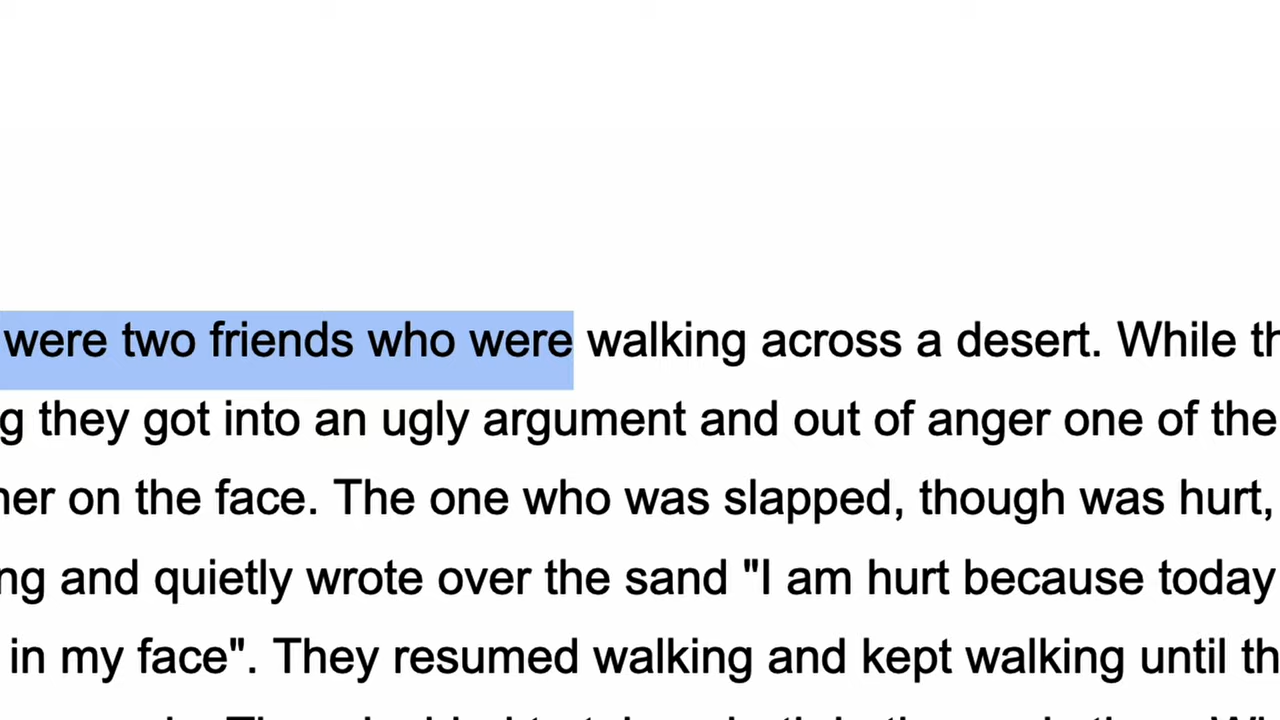 were two friends who were walking across a desert. While th
g they got into an ugly argument and out of anger one of the
her on the face. The one who was slapped, though was hurt,
ng and quietly wrote over the sand "I am hurt because today
in my face". They resumed walking and kept walking until th